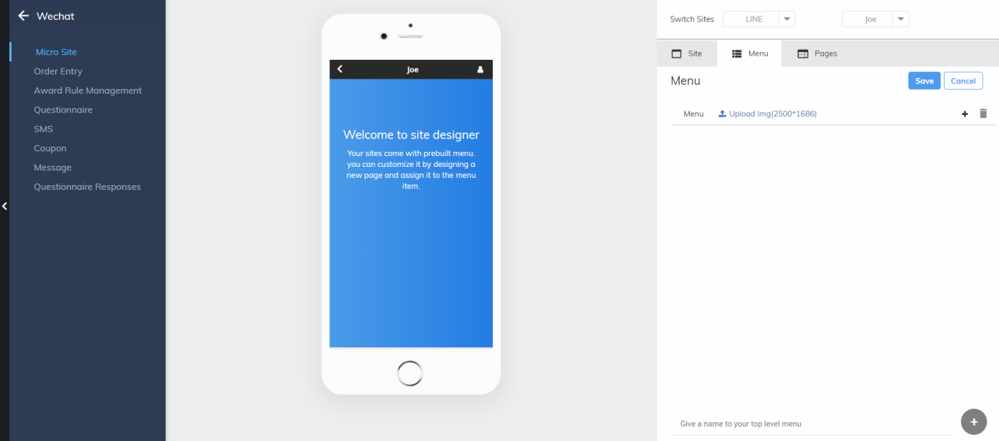 Wechat
Micro Site
Order Entry
Award Rule Management
Questionnaire
SMS
Coupon
Message
Questionnaire Responses
Joe
Welcome to site designer
Your sites come with prebuilt menu.
you can customize it by designing a
new page and assign it to the menu
item.
Switch Sites LINE Joe
Site Menu Pages
Menu Save Cancel
Menu Upload Img(2500*1686)
Give a name to your top level menu